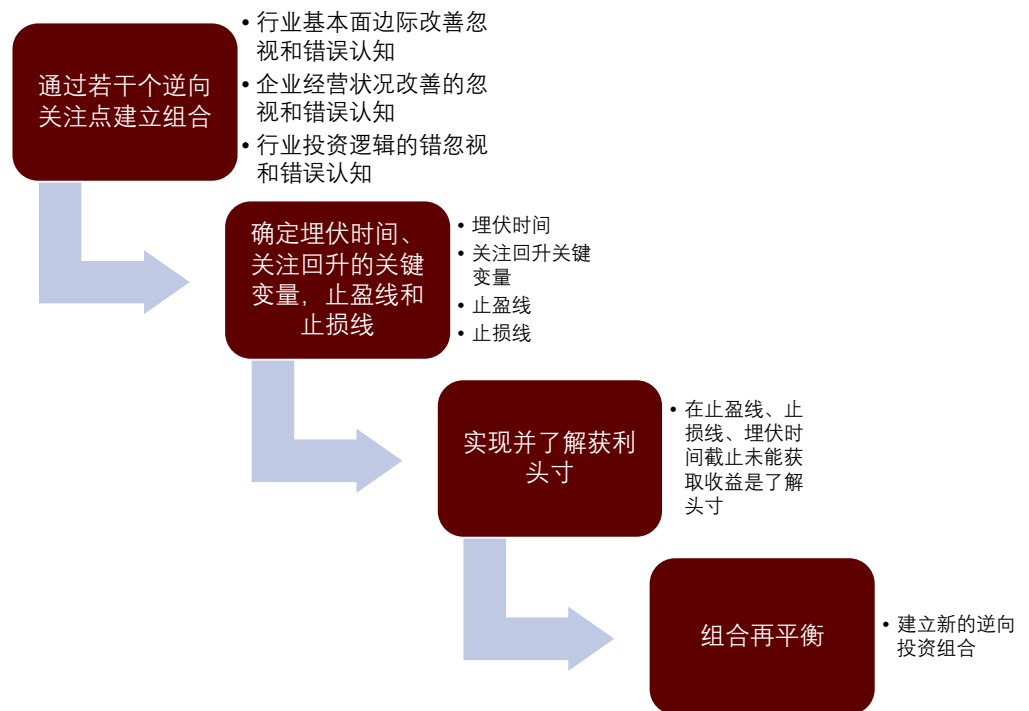 通过若干个逆向
关注点建立组合
• 行业基本面边际改善忽
视和错误认知
• 企业经营状况改善的忽
视和错误认知
• 行业投资逻辑的错忽视
和错误认知
确定埋伏时间、
关注回升的关键
变量，止盈线和
止损线
• 埋伏时间
• 关注回升关键
变量
• 止盈线
• 止损线
实现并了解获利
头寸
• 在止盈线、止
损线、埋伏时
间截止未能获
取收益是了解
头寸
组合再平衡
• 建立新的逆向
投资组合